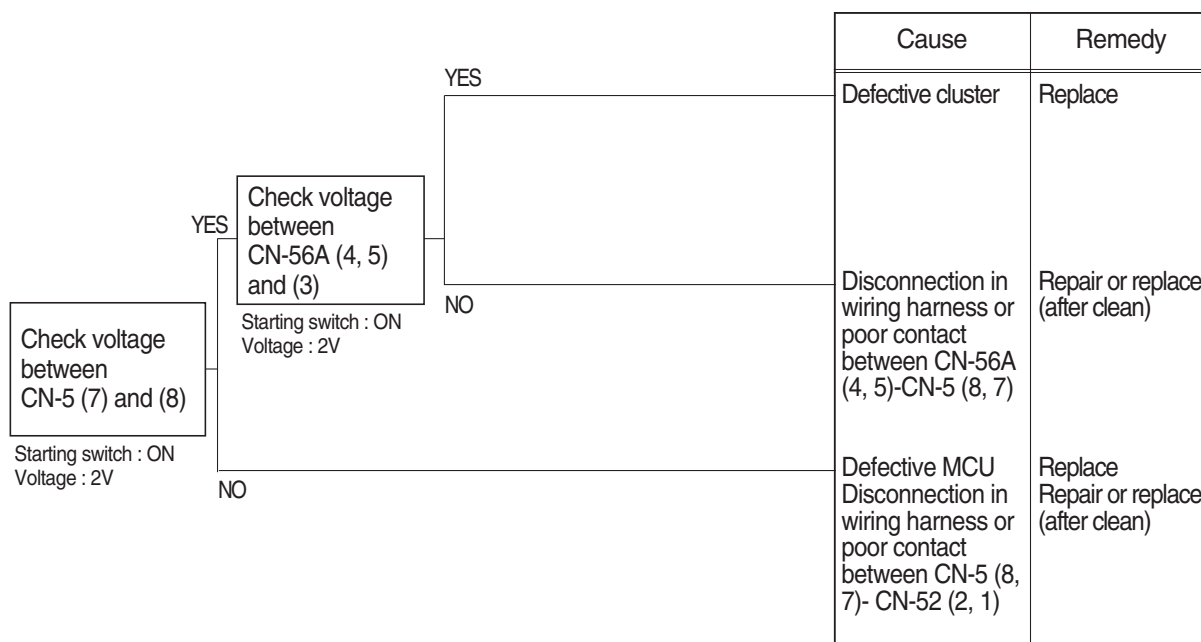 Cause
Remedy
YES
Defective cluster
Replace
Check voltage
between
CN-56A (4, 5)
and (3)
YES
Starting switch : ON
Voltage : 2V
NO
Disconnection in
wiring harness or
poor contact
between CN-56A
(4, 5)-CN-5 (8, 7)
Repair or replace
(after clean)
Check voltage
between
CN-5 (7) and (8)
Starting switch : ON
Voltage : 2V
NO
Defective MCU
Disconnection in
wiring harness or
poor contact
between CN-5 (8,
7)- CN-52 (2, 1)
Replace
Repair or replace
(after clean)